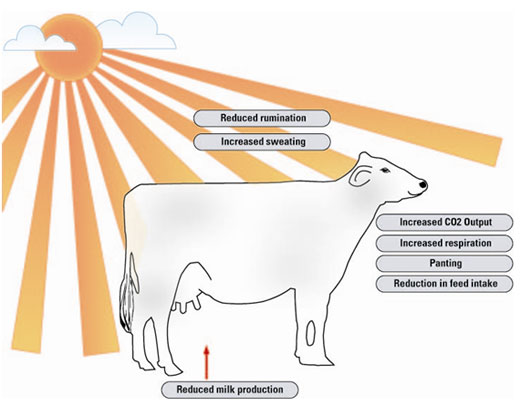 Reduced rumination
Increased sweating
Increased CO2 Output
Increased respiration
Panting
Reduction in feed intake
Reduced milk production